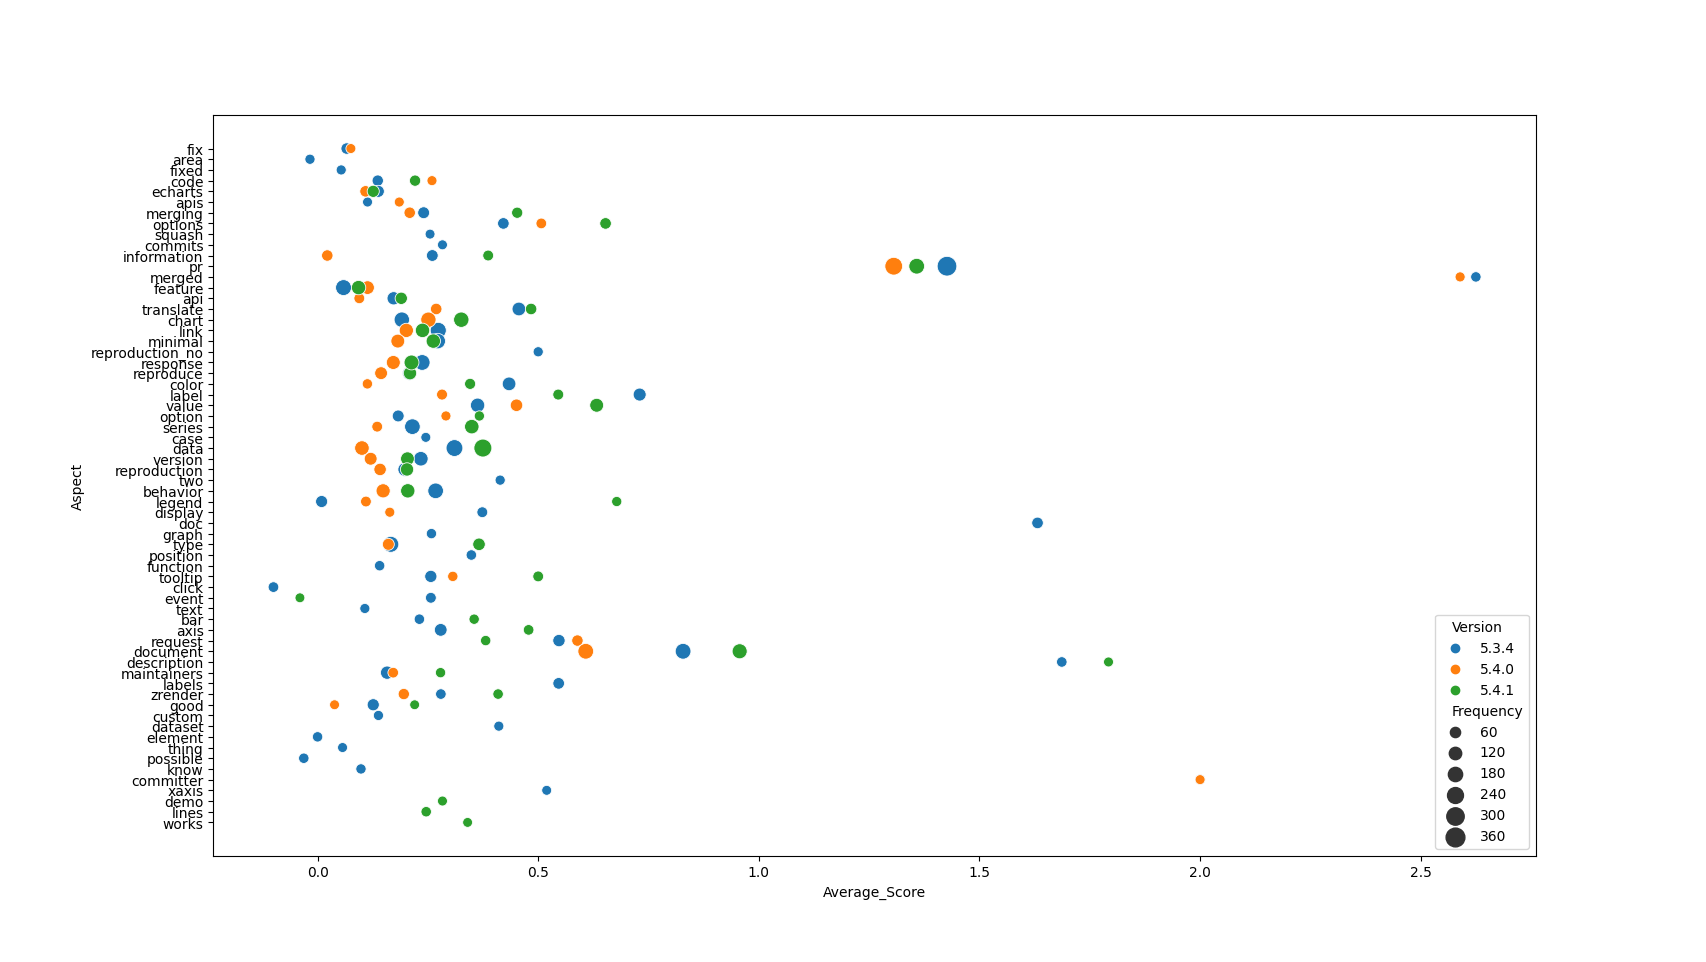 fix
area
fixed
code
echarts
apis
merging
options
squash
commits
information
pr
merged
feature
api
translate
chart
link
minimal
reproduction_no
response
reproduce
color
label
value
option
series
case
data
version
reproduction
two
behavior
legend
display
doc
graph
type
position
function
tooltip
click
event
text
bar
axis
request
document
description
maintainers
labels
zrender
good
custom
dataset
element
thing
possible
know
committer
xaxis
demo
lines
works
Aspect
0.0 0.5 1.0 1.5 2.0 2.5
Average_Score
Version
5.3.4
5.4.0
5.4.1
Frequency
60
120
180
240
300
360